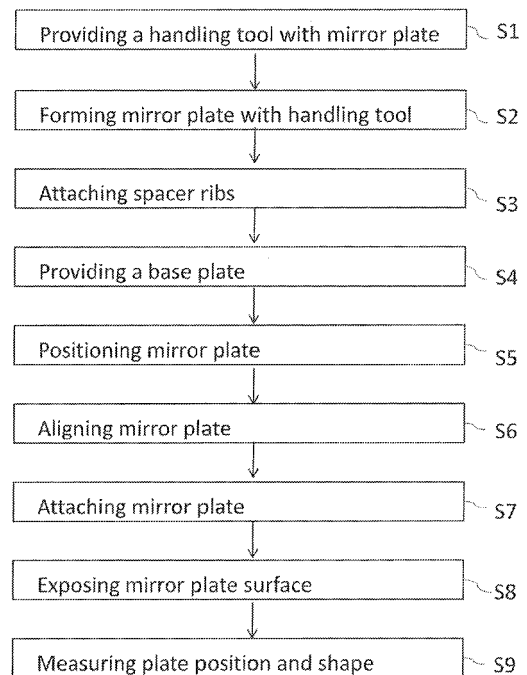 Providing a handling tool with mirror plate S1
Forming mirror plate with handling tool S2
Attaching spacer ribs S3
Providing a base plate S4
Positioning mirror plate S5
Aligning mirror plate S6
Attaching mirror plate S7
Exposing mirror plate surface S8
Measuring plate position and shape S9